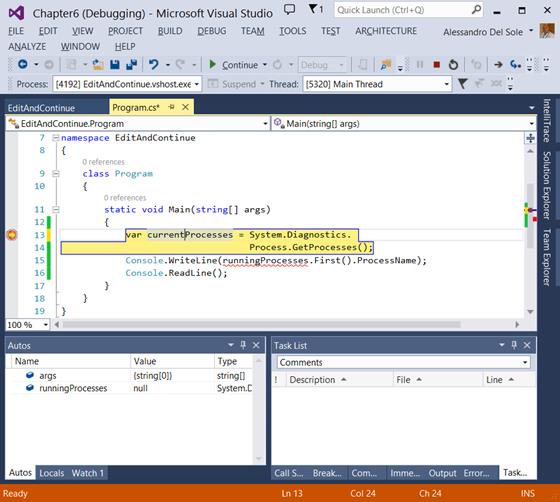 Chapter6 (Debugging) - Microsoft Visual Studio
1
Quick Launch (Ctrl+Q)
FILE EDIT VIEW PROJECT BUILD DEBUG TEAM TOOLS TEST ARCHITECTURE
Alessandro Del Sole
ANALYZE WINDOW HELP
Continue
Debug
Process: [4192] EditAndContinue.vshost.exe
Suspend
Thread: [5320] Main Thread
EditAndContinue
Program.cs*
EditAndContinue.Program
Main(string[] args)
7 namespace EditAndContinue
8 {
0 references
9 class Program
10 {
0 references
11 static void Main(string[] args)
12 {
13 var currentProcesses = System.Diagnostics.
14 Process.GetProcesses();
15 Console.WriteLine(runningProcesses.First().ProcessName);
16 Console.ReadLine();
17 }
18 }
19 }
100 %
IntelliTrace
Solution Explorer
Team Explorer
Autos
Name Value Type
args {string[0]} string[]
runningProcesses null System.D
Autos Locals Watch 1
Task List
Comments
! Description File Line
Call S... Break... Com... Imme... Output Error... Task...
Ready
Ln 13
Col 24
Ch 24
INS